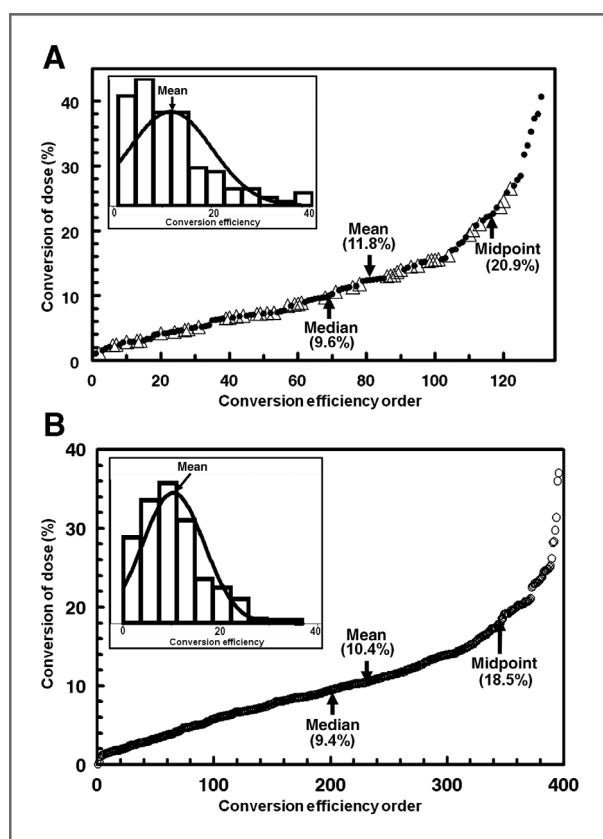 A
Conversion of dose (%)
40
30
20
10
0
Mean
0
20
40
Conversion efficiency
Mean
(11.8%)
Midpoint
(20.9%)
Median
(9.6%)
0 20 40 60 80 100 120
Conversion efficiency order
B
Conversion of dose (%)
40
30
20
10
0
Mean
0 20 40
Conversion efficiency
Mean
(10.4%)
Midpoint
(18.5%)
Median
(9.4%)
0 100 200 300 400
Conversion efficiency order